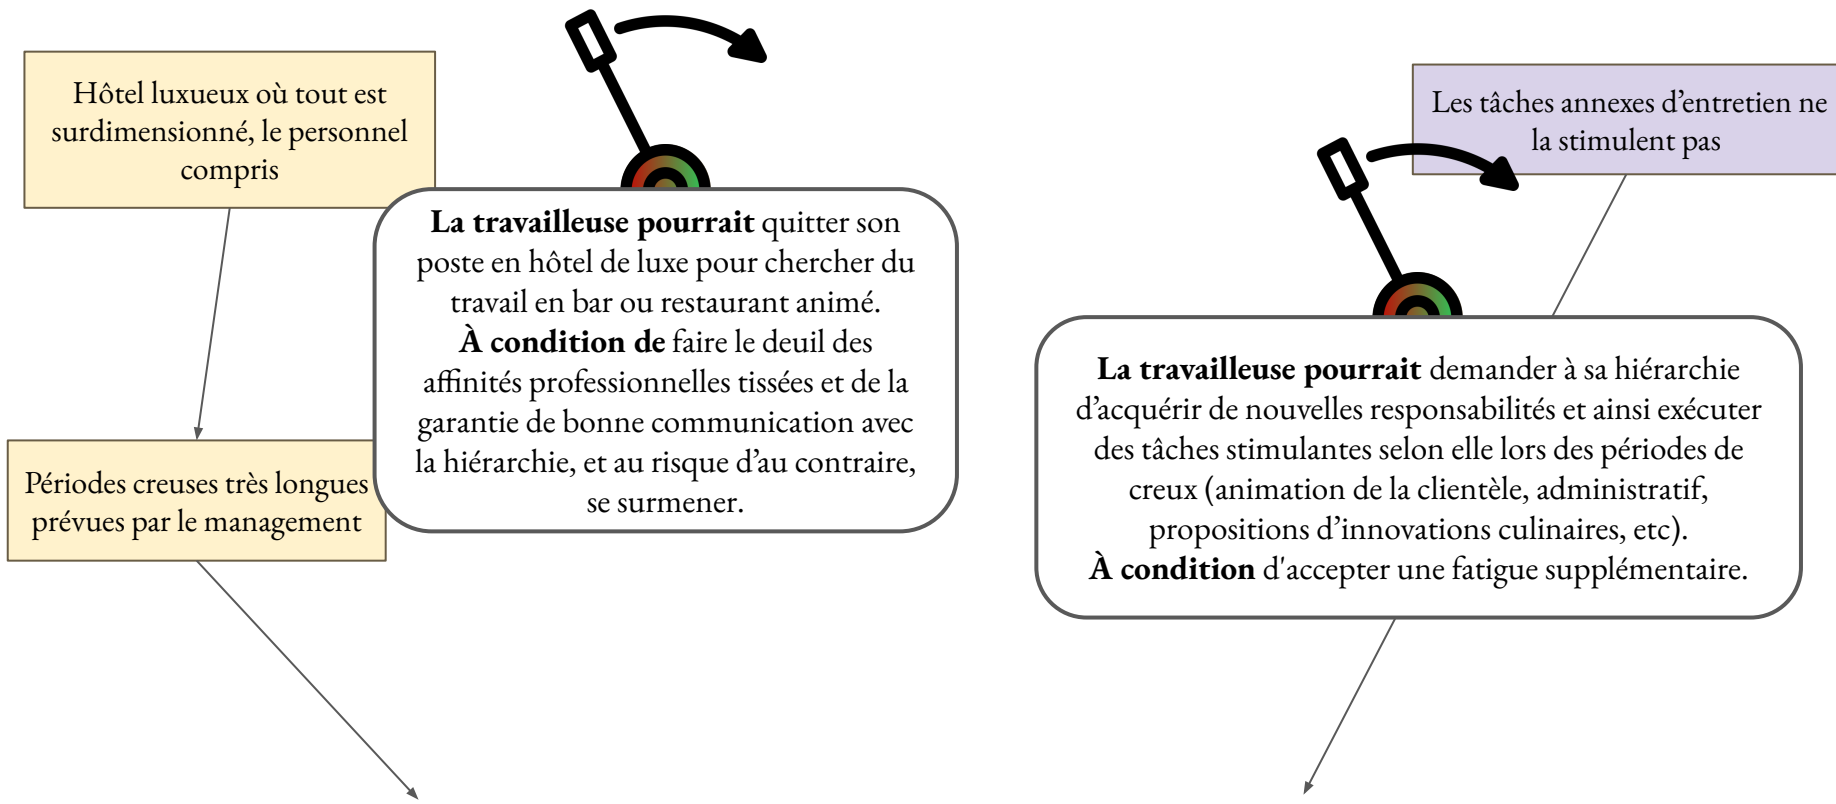 Hôtel luxueux où tout est
surdimensionné, le personnel
compris
Périodes creuses très longues
prévues par le management
La travailleuse pourrait quitter son
poste en hôtel de luxe pour chercher du
travail en bar ou restaurant animé.
À condition de faire le deuil des
affinités professionnelles tissées et de la
garantie de bonne communication avec
la hiérarchie, et au risque d’au contraire,
se surmener.
Les tâches annexes d’entretien ne
la stimulent pas
La travailleuse pourrait demander à sa hiérarchie
d’acquérir de nouvelles responsabilités et ainsi exécuter
des tâches stimulantes selon elle lors des périodes de
creux (animation de la clientèle, administratif,
propositions d’innovations culinaires, etc).
À condition d'accepter une fatigue supplémentaire.